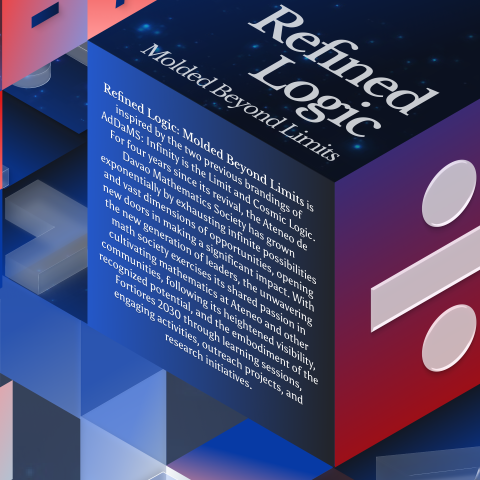 Refined
Logic
Molded Beyond Limits
Refined Logic: Molded Beyond Limits is
inspired by the two previous brandings of
AdDaMS: Infinity is the Limit and Cosmic Logic.
For four years since its revival, the Ateneo de
Davao Mathematics Society has grown
exponentially by exhausting infinite possibilities
and vast dimensions of opportunities, opening
new doors in making a significant impact. With
the new generation of leaders, the unwavering
math society exercises its shared passion in
cultivating mathematics at Ateneo and other
communities, following its heightened visibility,
recognized potential, and the embodiment of the
Fortiores 2030 through learning sessions,
engaging activities, outreach projects, and
research initiatives.
÷